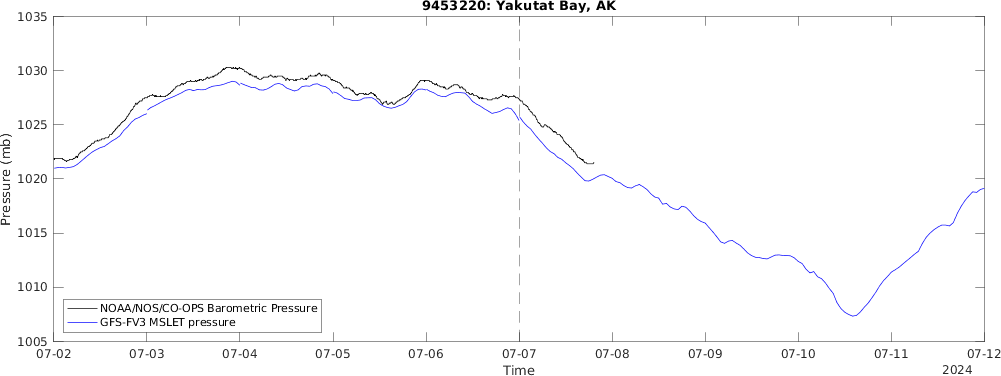 9453220: Yakutat Bay, AK
Pressure (mb)
1035
1030
1025
1020
1015
1010
1005
NOAA/NOS/CO-OPS Barometric Pressure
GFS-FV3 MSLET pressure
07-02 07-03 07-04 07-05 07-06 07-07 07-08 07-09 07-10 07-11 07-12
Time
2024